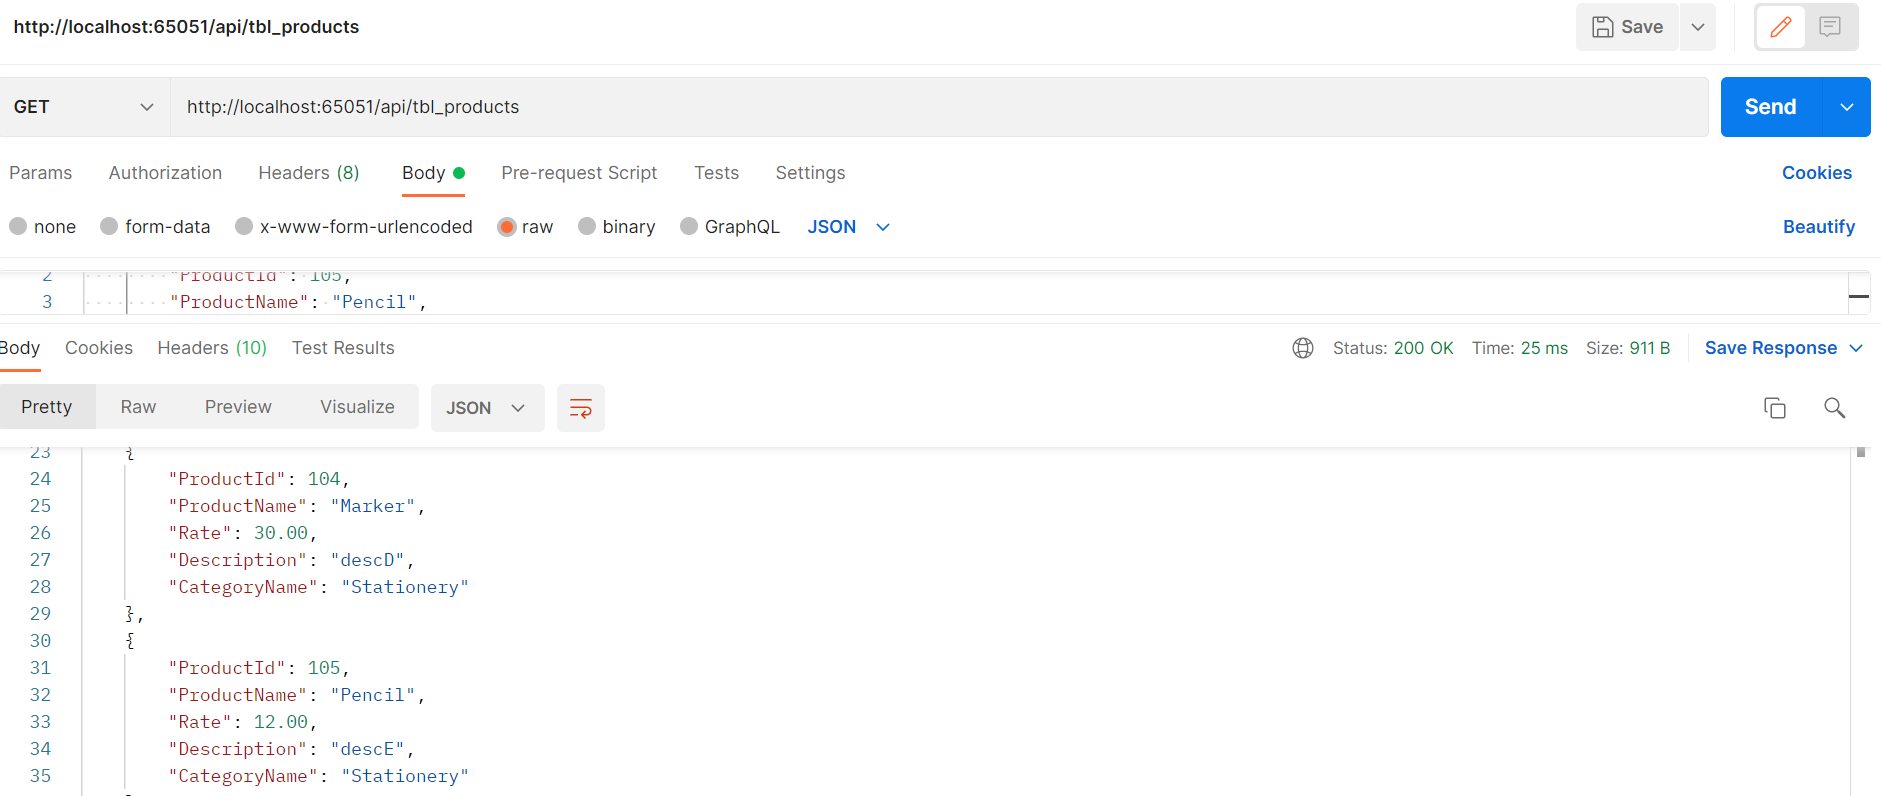 http://localhost:65051/api/tbl_products
Save
GET http://localhost:65051/api/tbl_products Send
Params Authorization Headers (8) Body Pre-request Script Tests Settings Cookies
none form-data x-www-form-urlencoded raw binary GraphQL JSON Beautify
2 "ProductId": 105,
3 "ProductName": "Pencil",
Body Cookies Headers (10) Test Results Status: 200 OK Time: 25 ms Size: 911 B Save Response
Pretty Raw Preview Visualize JSON
23 {
24 "ProductId": 104,
25 "ProductName": "Marker",
26 "Rate": 30.00,
27 "Description": "descD",
28 "CategoryName": "Stationery"
29 },
30 {
31 "ProductId": 105,
32 "ProductName": "Pencil",
33 "Rate": 12.00,
34 "Description": "descE",
35 "CategoryName": "Stationery"